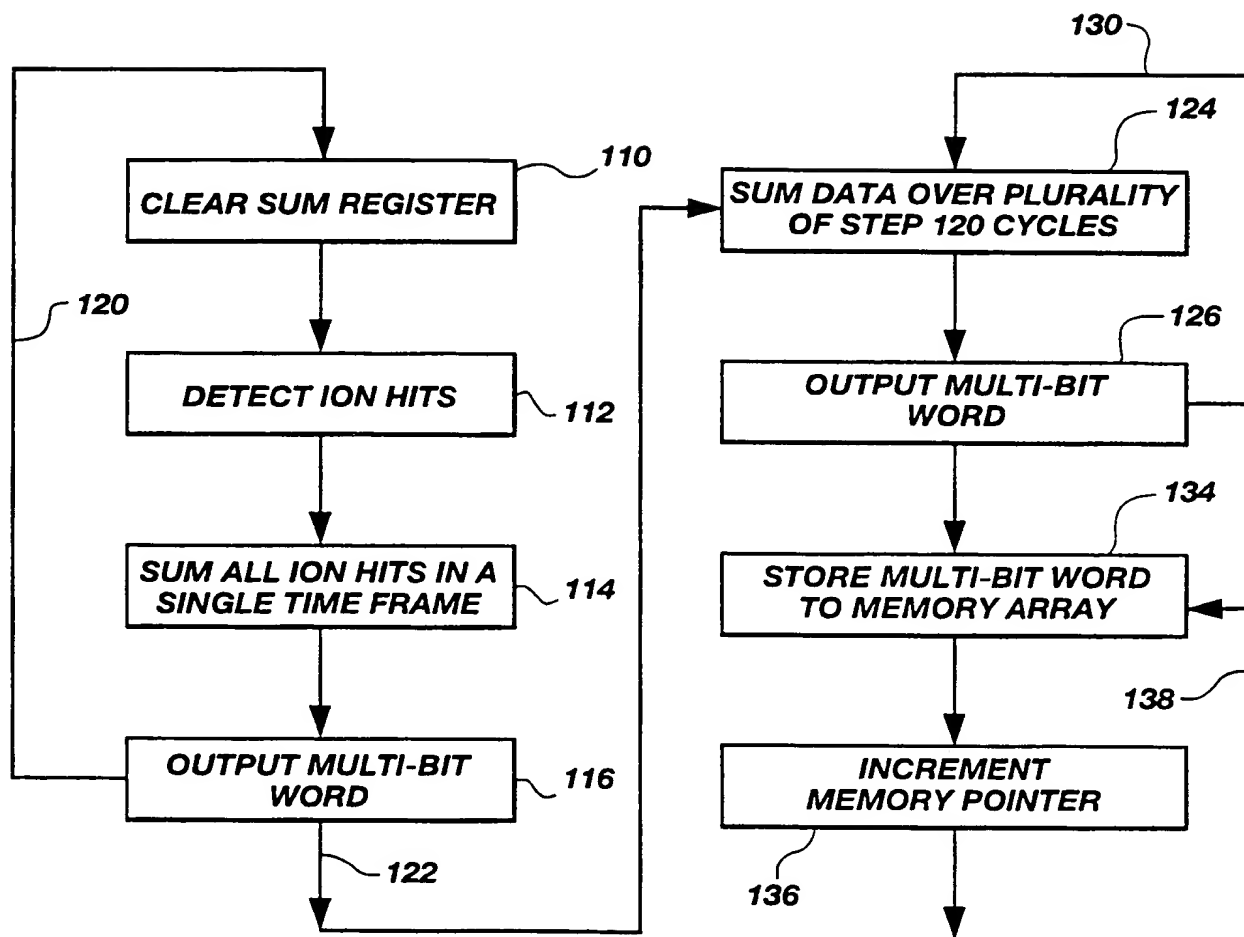 CLEAR SUM REGISTER
110
120
DETECT ION HITS
112
SUM ALL ION HITS IN A
SINGLE TIME FRAME
114
OUTPUT MULTI-BIT
WORD
116
122
130
124
SUM DATA OVER PLURALITY
OF STEP 120 CYCLES
126
OUTPUT MULTI-BIT
WORD
134
STORE MULTI-BIT WORD
TO MEMORY ARRAY
138
INCREMENT
MEMORY POINTER
136